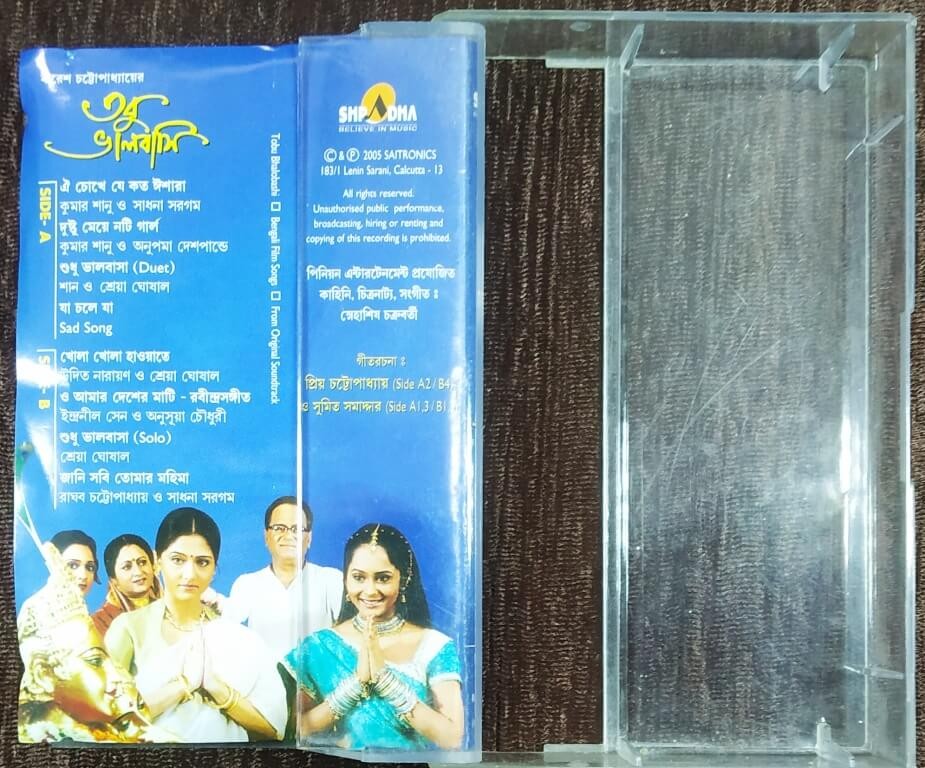 রেশ চট্টোপাধ্যায়ের
তবু
ভালবাসি
SIDE- A
ঐ চোখে যে কত ঈশারা
কুমার শানু ও সাধনা সরগম
দুষ্টু মেয়ে নটি গার্ল
কুমার শানু ও অনুপমা দেশপান্ডে
শুধু ভালবাসা (Duet)
শান ও শ্রেয়া ঘোষাল
যা চলে যা
Sad Song
B
খোলা খোলা হাওয়াতে
উদিত নারায়ণ ও শ্রেয়া ঘোষাল
ও আমার দেশের মাটি - রবীন্দ্রসঙ্গীত
ইন্দ্রনীল সেন ও অনুসূয়া চৌধুরী
শুধু ভালবাসা (Solo)
শ্রেয়া ঘোষাল
জানি সবি তোমার মহিমা
রাঘব চট্টোপাধ্যায় ও সাধনা সরগম
Tobu Bhalobashi □ Bengali Film Songs □ From Original Soundtrack
SHRADHA
BELIEVE IN MUSIC
© & ℗ 2005 SAITRONICS
183/1 Lenin Sarani, Calcutta - 13
All rights reserved.
Unauthorised public performance,
broadcasting, hiring or renting and
copying of this recording is prohibited.
পিনিয়ন এন্টারটেনমেন্ট প্রযোজিত
কাহিনি, চিত্রনাট্য, সংগীত :
স্নেহাশিষ চক্রবর্তী
গীতরচনা :
প্রিয় চট্টোপাধ্যায় (Side A2 / B4
ও সুমিত সমাদ্দার (Side A1,3 / B1